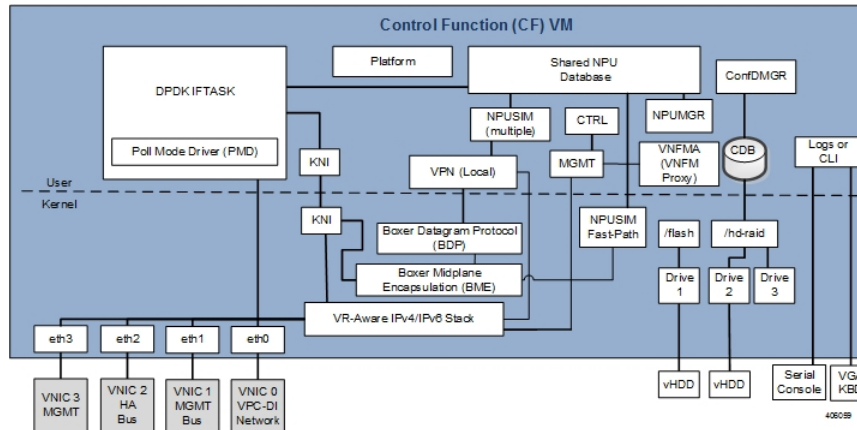 Control Function (CF) VM
DPDK IFTASK
Poll Mode Driver (PMD)
Platform
Shared NPU
Database
ConfDMGR
NPUSIM
(multiple)
CTRL
NPUMGR
KNI
VPN (Local)
MGMT
VNFMA
(VNFM
Proxy)
CDB
Logs or
CLI
User
Kernel
KNI
Boxer Datagram Protocol
(BDP)
NPUSIM
Fast-Path
/flash
/hd-raid
Boxer Midplane
Encapsulation (BME)
Drive
1
Drive
2
Drive
3
VR-Aware IPv4/IPv6 Stack
eth3
eth2
eth1
eth0
VNIC 3
MGMT
VNIC 2
HA
Bus
VNIC 1
MGMT
Bus
VNIC 0
VPC-DI
Network
vHDD
vHDD
Serial
Console
KBD
406059